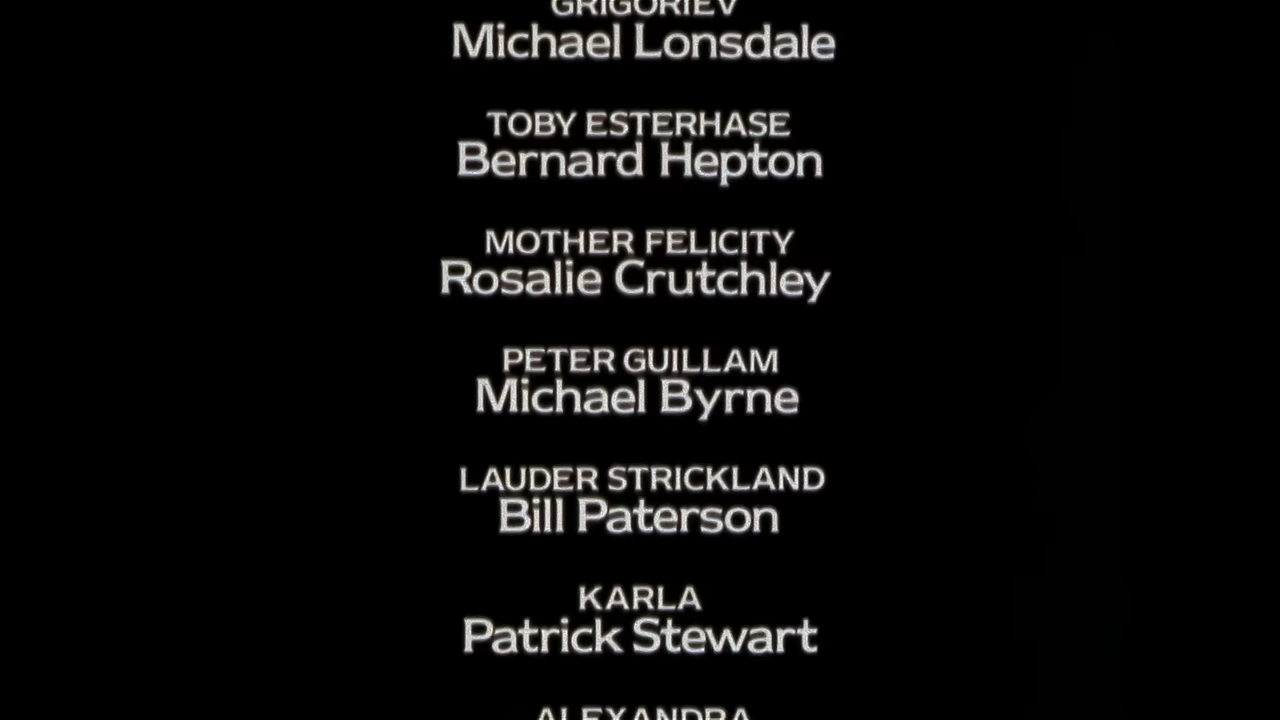 GRIGORIEV
Michael Lonsdale
TOBY ESTERHASE
Bernard Hepton
MOTHER FELICITY
Rosalie Crutchley
PETER GUILLAM
Michael Byrne
LAUDER STRICKLAND
Bill Paterson
KARLA
Patrick Stewart
ALEXANDRA